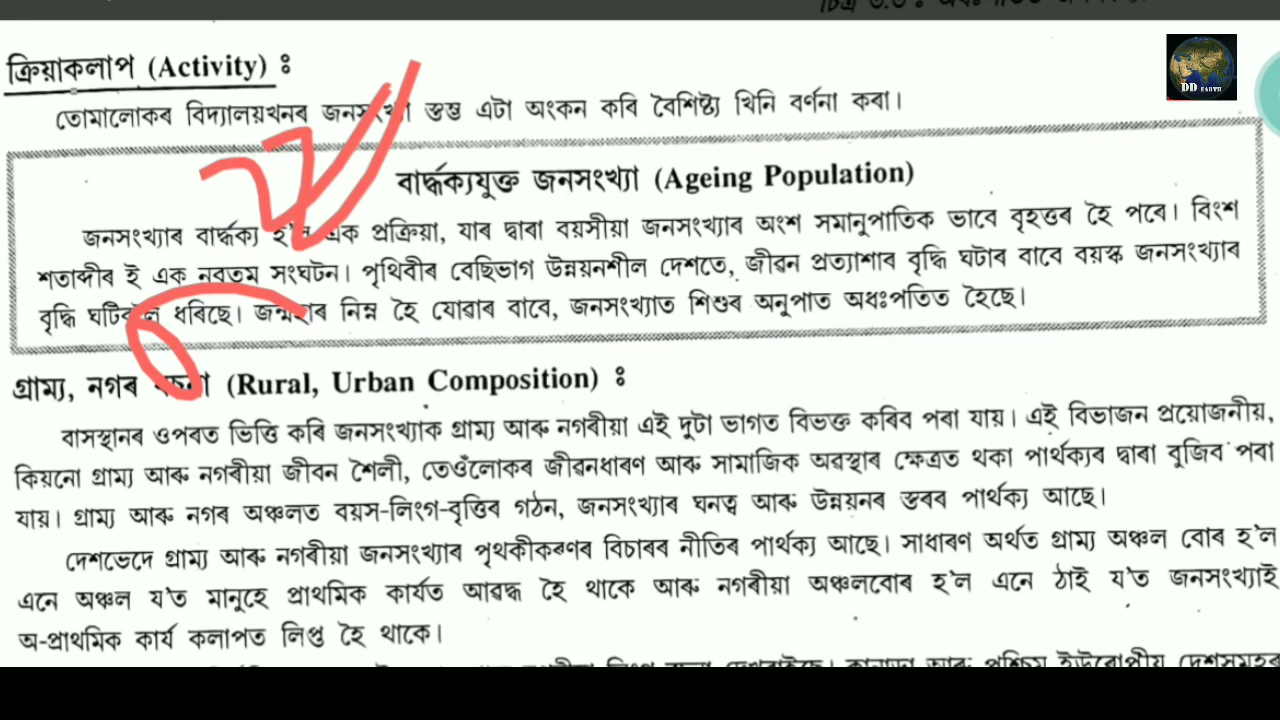 ক্ৰিয়াকলাপ (Activity) ঃ
তোমালোকৰ বিদ্যালয়খনৰ জনসংখ্যা স্তম্ভ এটা অংকন কৰি বৈশিষ্ট্য খিনি বৰ্ণনা কৰা।
DD EARTH
বাৰ্দ্ধক্যযুক্ত জনসংখ্যা (Ageing Population)
জনসংখ্যাৰ বাৰ্দ্ধক্য হ'ল এক প্ৰক্ৰিয়া, যাৰ দ্বাৰা বয়সীয়া জনসংখ্যাৰ অংশ সমানুপাতিক ভাবে বৃহত্তৰ হৈ পৰে। বিংশ
শতাব্দীৰ ই এক নবতম সংঘটন। পৃথিবীৰ বেছিভাগ উন্নয়নশীল দেশতে, জীৱন প্ৰত্যাশাৰ বৃদ্ধি ঘটাৰ বাবে বয়স্ক জনসংখ্যাৰ
বৃদ্ধি ঘটিবলৈ ধৰিছে। জন্মহাৰ নিম্ন হৈ যোৱাৰ বাবে, জনসংখ্যাত শিশুৰ অনুপাত অধঃপতিত হৈছে।
গ্ৰাম্য, নগৰ (Rural, Urban Composition) ঃ
বাসস্থানৰ ওপৰত ভিত্তি কৰি জনসংখ্যাক গ্ৰাম্য আৰু নগৰীয়া এই দুটা ভাগত বিভক্ত কৰিব পৰা যায়। এই বিভাজন প্ৰয়োজনীয়,
কিয়নো গ্ৰাম্য আৰু নগৰীয়া জীৱন শৈলী, তেওঁলোকৰ জীৱনধাৰণ আৰু সামাজিক অৱস্থাৰ ক্ষেত্ৰত থকা পাৰ্থক্যৰ দ্বাৰা বুজিব পৰা
যায়। গ্ৰাম্য আৰু নগৰ অঞ্চলত বয়স-লিংগ-বৃত্তিৰ গঠন, জনসংখ্যাৰ ঘনত্ব আৰু উন্নয়নৰ স্তৰৰ পাৰ্থক্য আছে।
দেশভেদে গ্ৰাম্য আৰু নগৰীয়া জনসংখ্যাৰ পৃথকীকৰণৰ বিচাৰৰ নীতিৰ পাৰ্থক্য আছে। সাধাৰণ অৰ্থত গ্ৰাম্য অঞ্চল বোৰ হ'ল
এনে অঞ্চল য'ত মানুহে প্ৰাথমিক কাৰ্যত আৱদ্ধ হৈ থাকে আৰু নগৰীয়া অঞ্চলবোৰ হ'ল এনে ঠাই য'ত জনসংখ্যাই
অ-প্ৰাথমিক কাৰ্য কলাপত লিপ্ত হৈ থাকে।